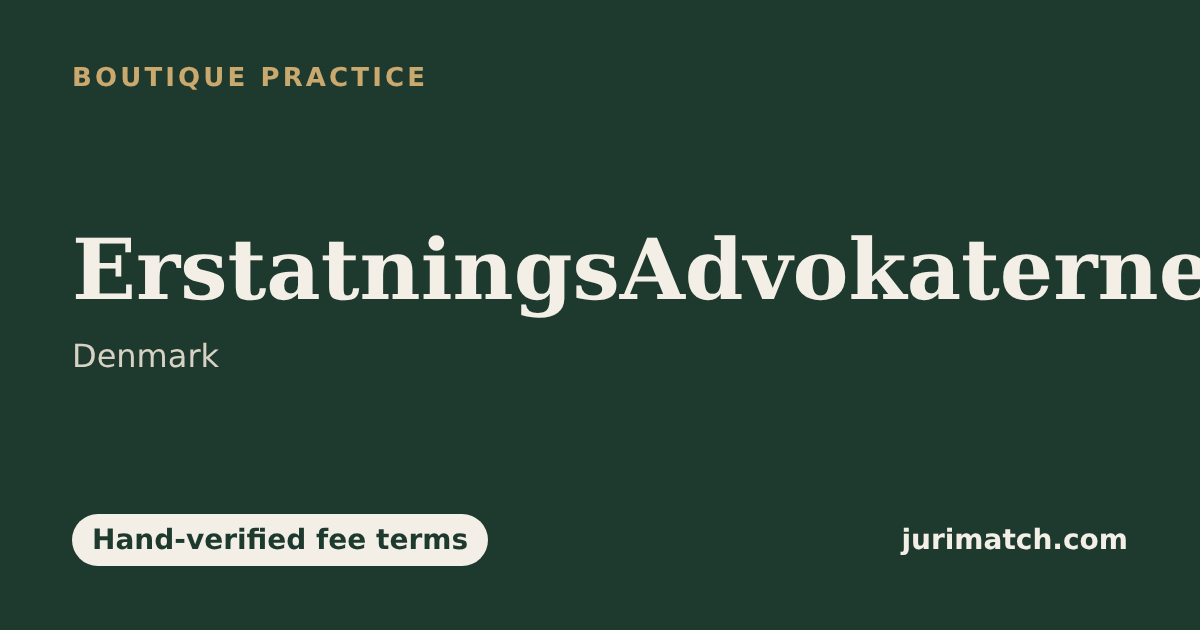 BOUTIQUE PRACTICE
ErstatningsAdvokaterne
Denmark
Hand-verified fee terms
jurimatch.com